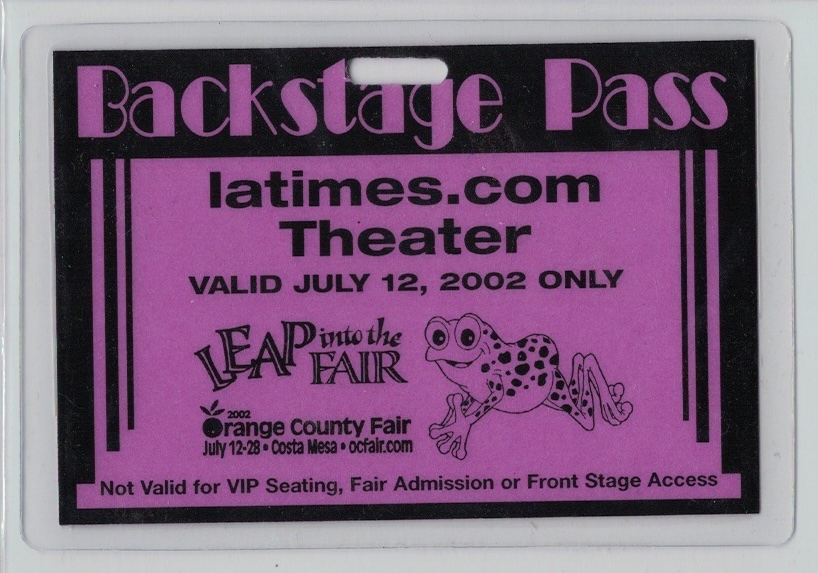 Backstage Pass
latimes.com
Theater
VALID JULY 12, 2002 ONLY
LEAP into the
FAIR
2002
Orange County Fair
July 12-28 • Costa Mesa • ocfair.com
Not Valid for VIP Seating, Fair Admission or Front Stage Access